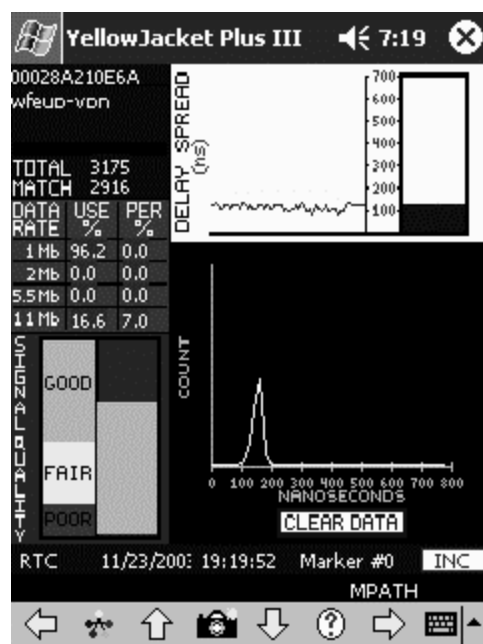 YellowJacket Plus III 7:19
00028A210E6A
wfeup-vpn
TOTAL 3175
MATCH 2916
DATA RATE USE % PER %
1 Mb 96.2 0.0
2 Mb 0.0 0.0
5.5 Mb 0.0 0.0
11 Mb 16.6 7.0
SIGNAL QUALITY
GOOD
FAIR
POOR
DELAY SPREAD
(ns)
700
600
500
400
300
200
100
COUNT
0 100 200 300 400 500 600 700 800
NANOSECONDS
CLEAR DATA
RTC 11/23/2003 19:19:52 Marker #0 INC
MPATH